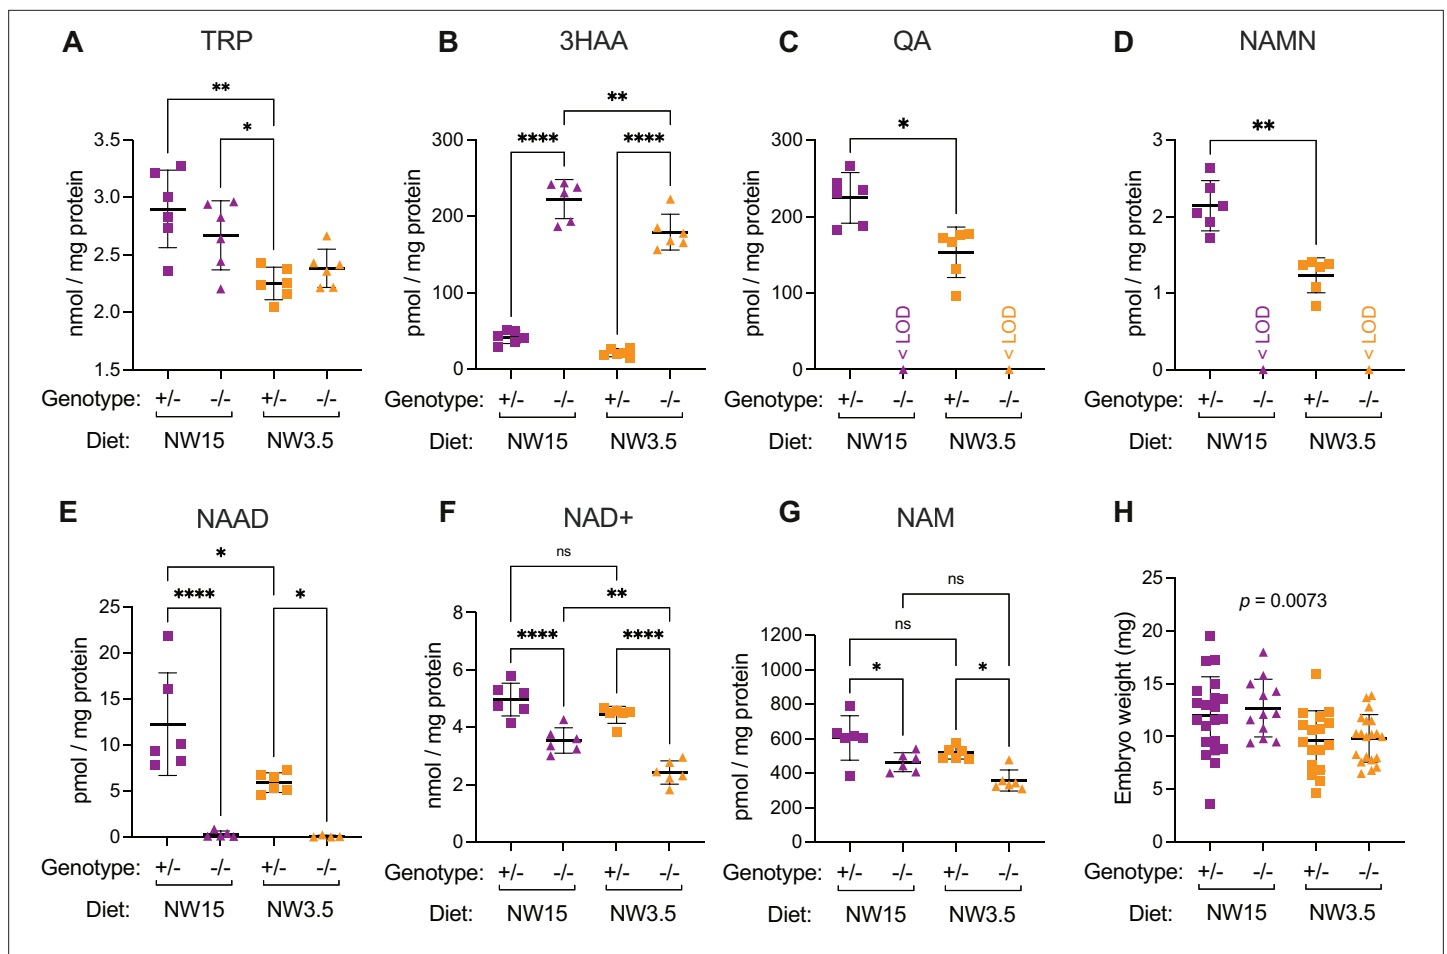 A TRP
**
*
nmol / mg protein
3.5
3.0
2.5
2.0
1.5
Genotype: +/- -/- +/- -/-
Diet: NW15 NW3.5
B 3HAA
**
**** ****
pmol / mg protein
300
200
100
0
Genotype: +/- -/- +/- -/-
Diet: NW15 NW3.5
C QA
*
pmol / mg protein
300
200
100
0
< LOD < LOD
Genotype: +/- -/- +/- -/-
Diet: NW15 NW3.5
D NAMN
**
pmol / mg protein
3
2
1
0
< LOD < LOD
Genotype: +/- -/- +/- -/-
Diet: NW15 NW3.5
E NAAD
*
**** *
pmol / mg protein
25
20
15
10
5
0
Genotype: +/- -/- +/- -/-
Diet: NW15 NW3.5
F NAD+
ns
**
**** ****
nmol / mg protein
8
6
4
2
0
Genotype: +/- -/- +/- -/-
Diet: NW15 NW3.5
G NAM
ns
ns
* *
pmol / mg protein
1200
1000
800
600
400
200
0
Genotype: +/- -/- +/- -/-
Diet: NW15 NW3.5
H
p = 0.0073
Embryo weight (mg)
25
20
15
10
5
0
Genotype: +/- -/- +/- -/-
Diet: NW15 NW3.5